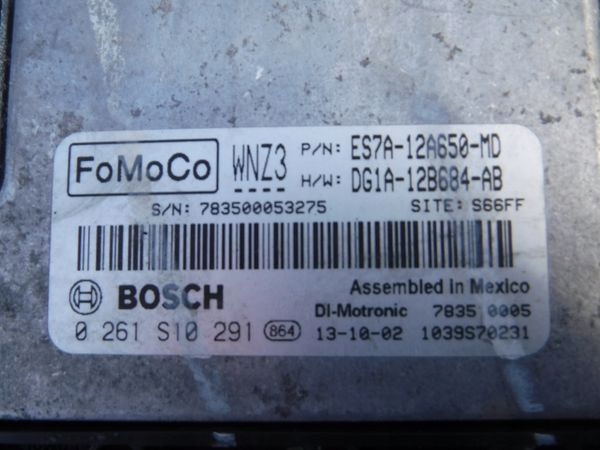 FoMoCo WNZ3 P/N: ES7A-12A650-MD
H/W: DG1A-12B684-AB
S/N: 783500053275 SITE: S66FF
BOSCH Assembled in Mexico
DI-Motronic 7835 0005
0 261 S10 291 864 13-10-02 1039S70231